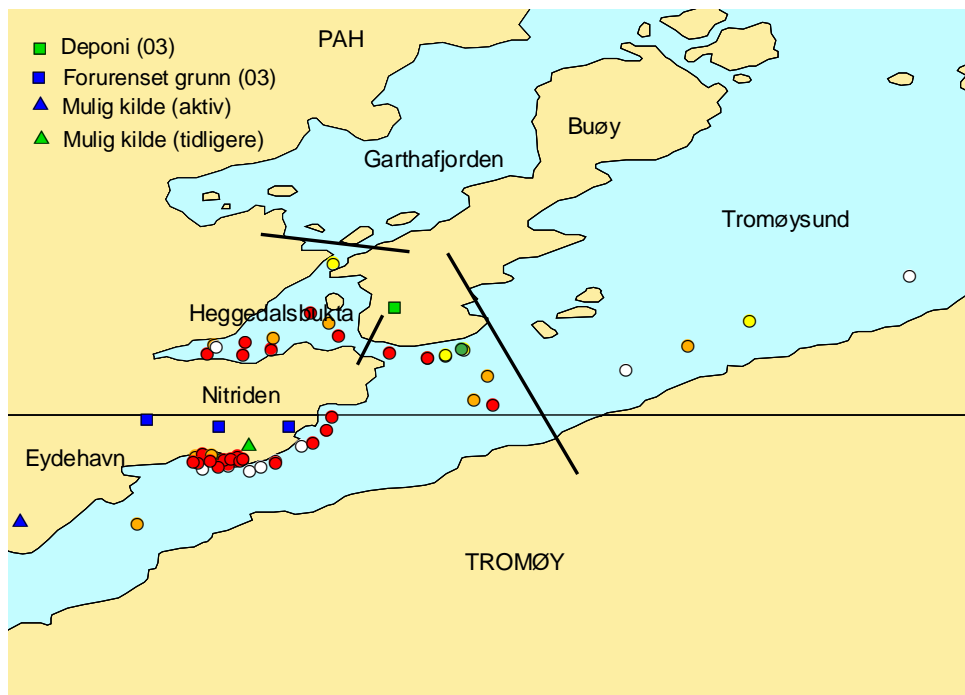 PAH
Deponi (03)
Forurenset grunn (03)
Mulig kilde (aktiv)
Mulig kilde (tidligere)
Buøy
Garthafjorden
Tromøysund
Heggedalsbukta
Nitriden
Eydehavn
TROMØY